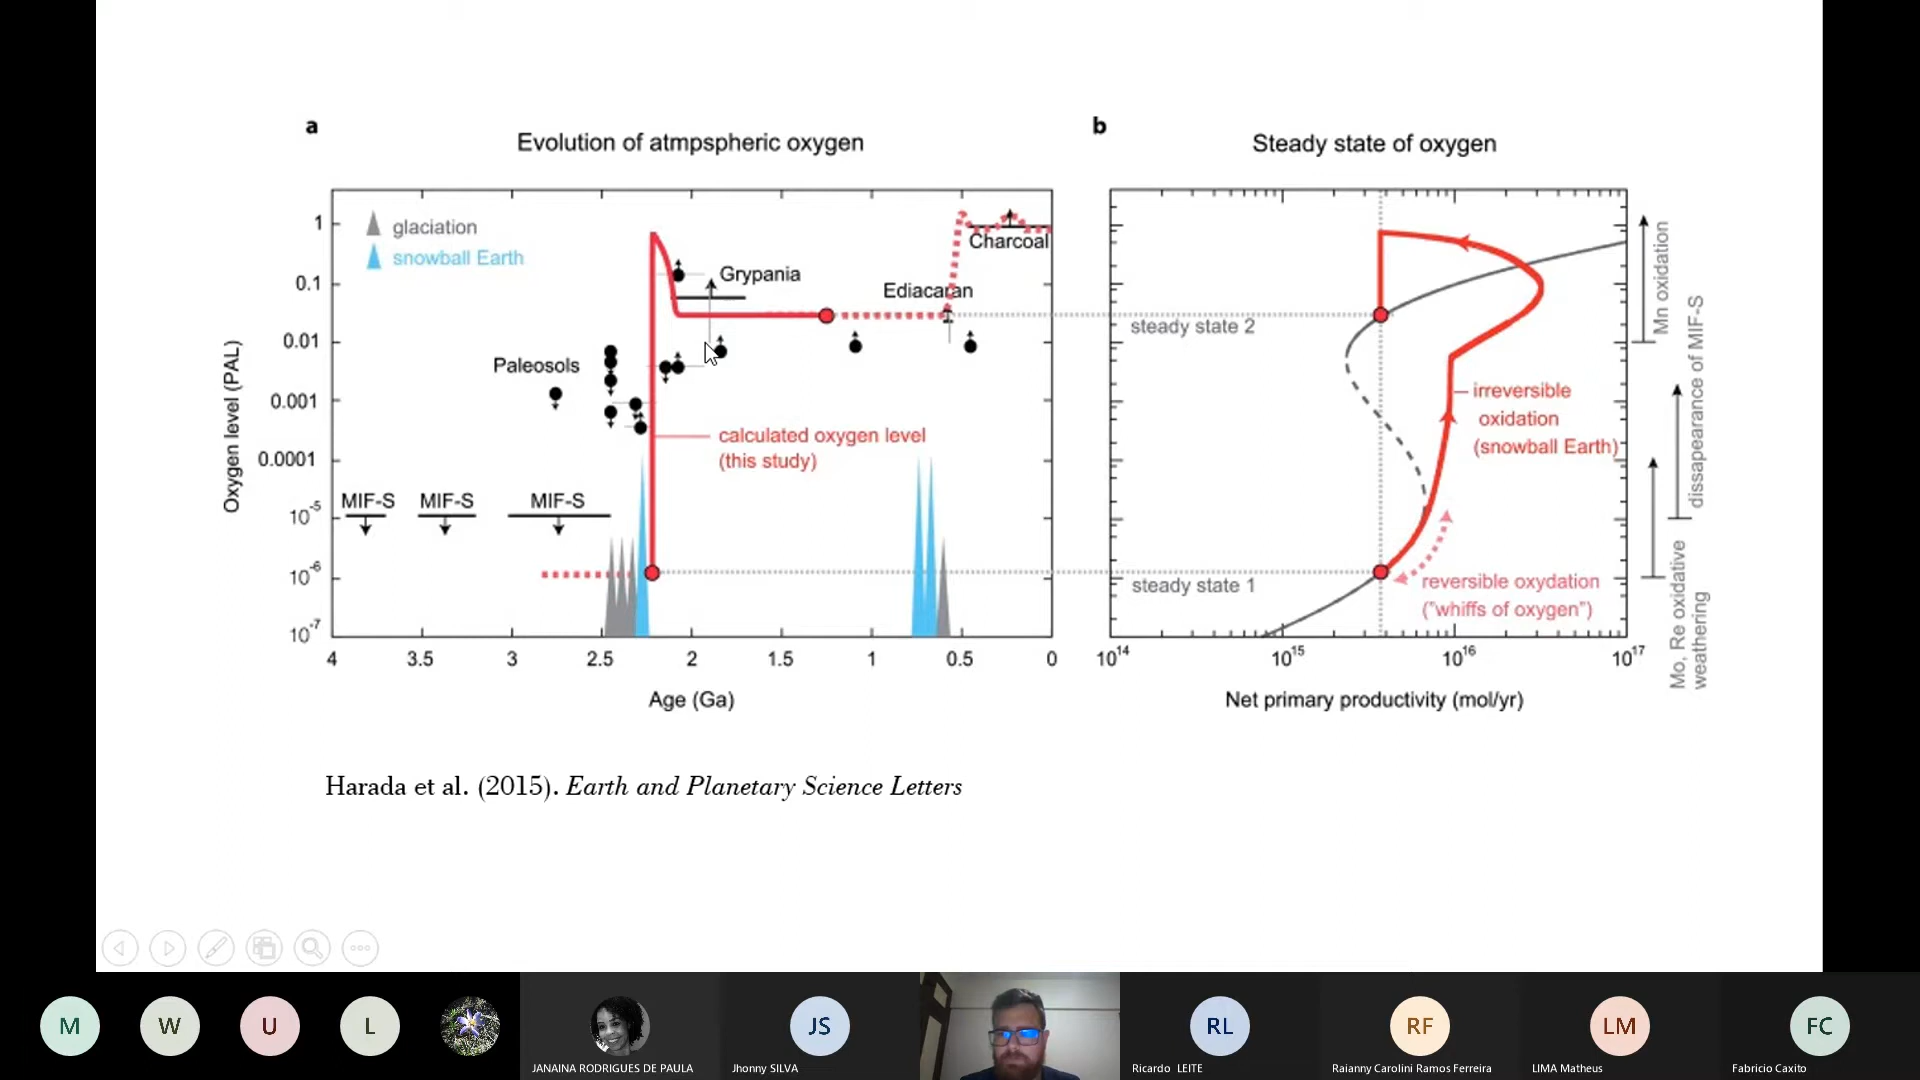 a
Evolution of atmpspheric oxygen
glaciation
snowball Earth
Oxygen level (PAL)
1
0.1
0.01
0.001
0.0001
10-5
10-6
10-7
Paleosols
MIF-S
MIF-S
MIF-S
Grypania
Ediacaran
Charcoal
calculated oxygen level
(this study)
4
3.5
3
2.5
2
1.5
1
0.5
0
Age (Ga)
b
Steady state of oxygen
steady state 2
steady state 1
irreversible
oxidation
(snowball Earth)
reversible oxydation
("whiffs of oxygen")
10^14
10^15
10^16
10^17
Net primary productivity (mol/yr)
Mn oxidation
dissapearance of MIF-S
Mo, Re oxidative
weathering
Harada et al. (2015). Earth and Planetary Science Letters
M
W
U
L
JANAINA RODRIGUES DE PAULA
JS
Jhonny SILVA
RL
Ricardo LEITE
RF
Raianny Carolini Ramos Ferreira
LM
LIMA Matheus
FC
Fabricio Caxito